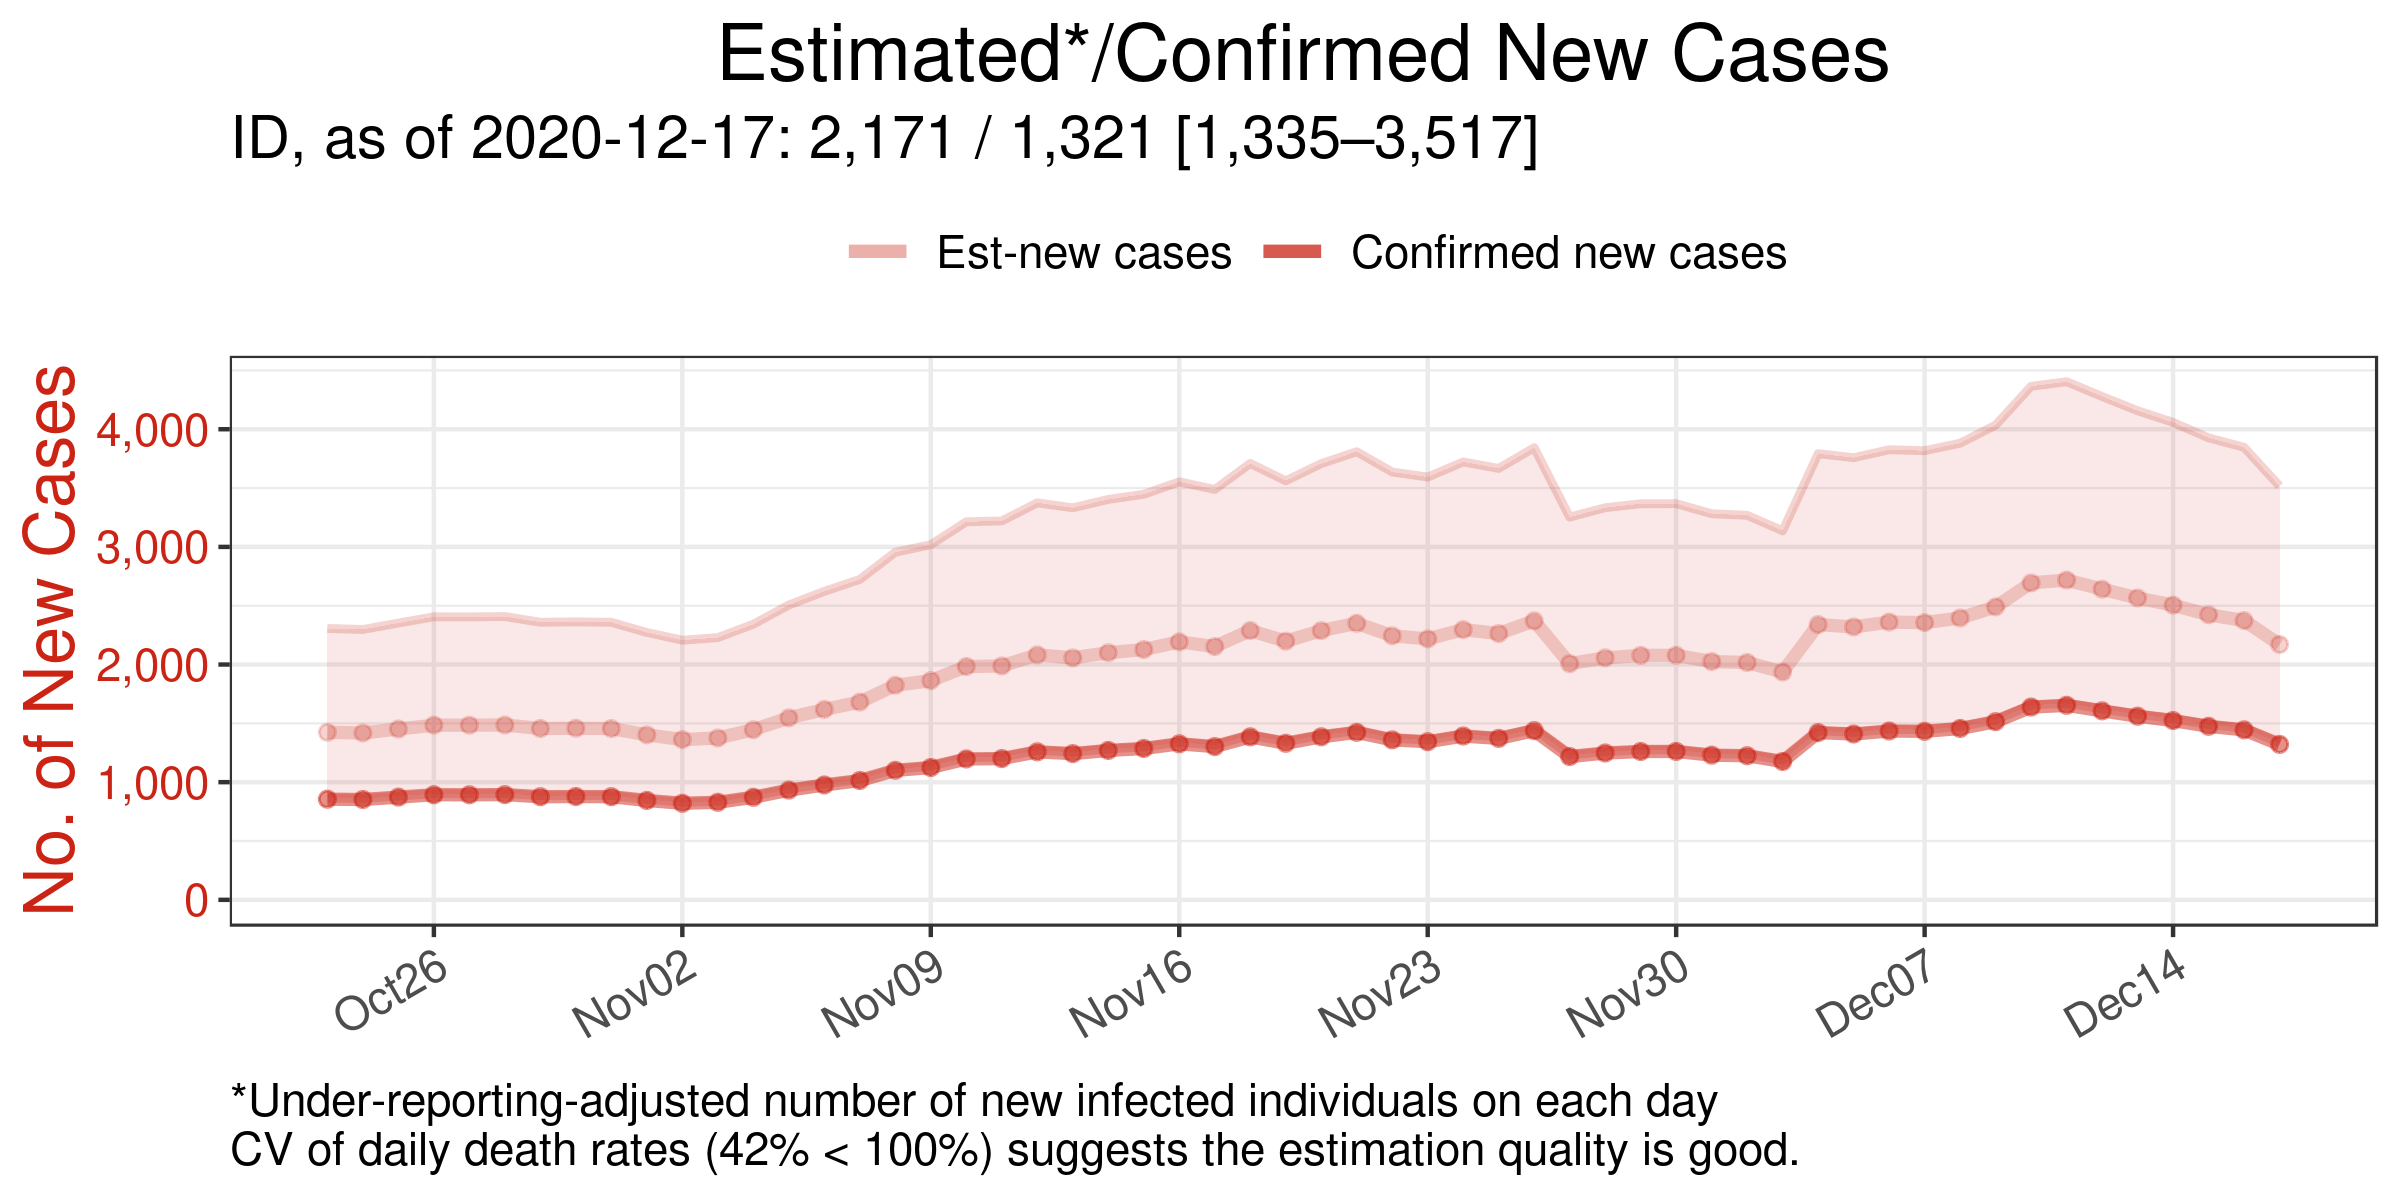 Estimated*/Confirmed New Cases
ID, as of 2020-12-17: 2,171 / 1,321 [1,335–3,517]
Est-new cases
Confirmed new cases
No. of New Cases
4,000
3,000
2,000
1,000
0
Oct26
Nov02
Nov09
Nov16
Nov23
Nov30
Dec07
Dec14
*Under-reporting-adjusted number of new infected individuals on each day
CV of daily death rates (42% < 100%) suggests the estimation quality is good.